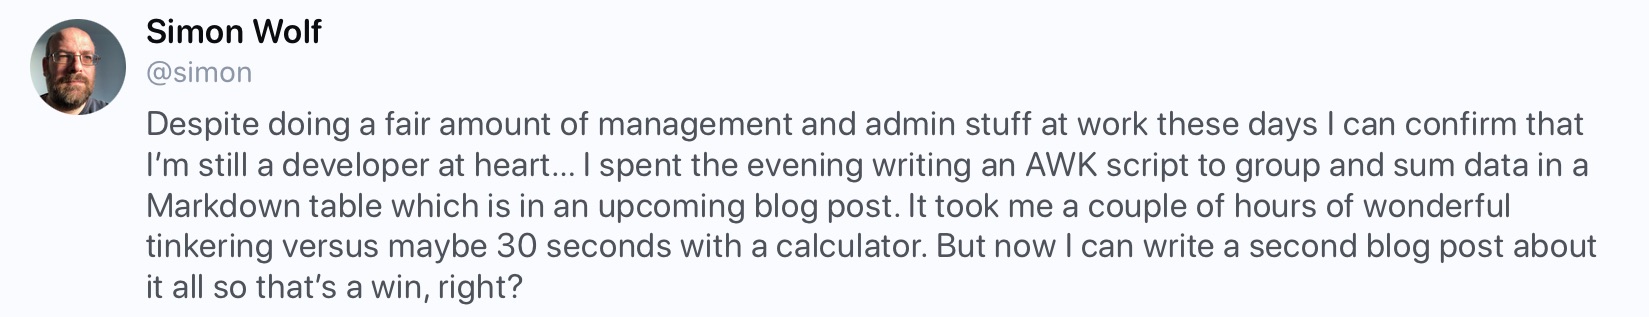 Simon Wolf
@simon
Despite doing a fair amount of management and admin stuff at work these days I can confirm that
I’m still a developer at heart… I spent the evening writing an AWK script to group and sum data in a
Markdown table which is in an upcoming blog post. It took me a couple of hours of wonderful
tinkering versus maybe 30 seconds with a calculator. But now I can write a second blog post about
it all so that’s a win, right?